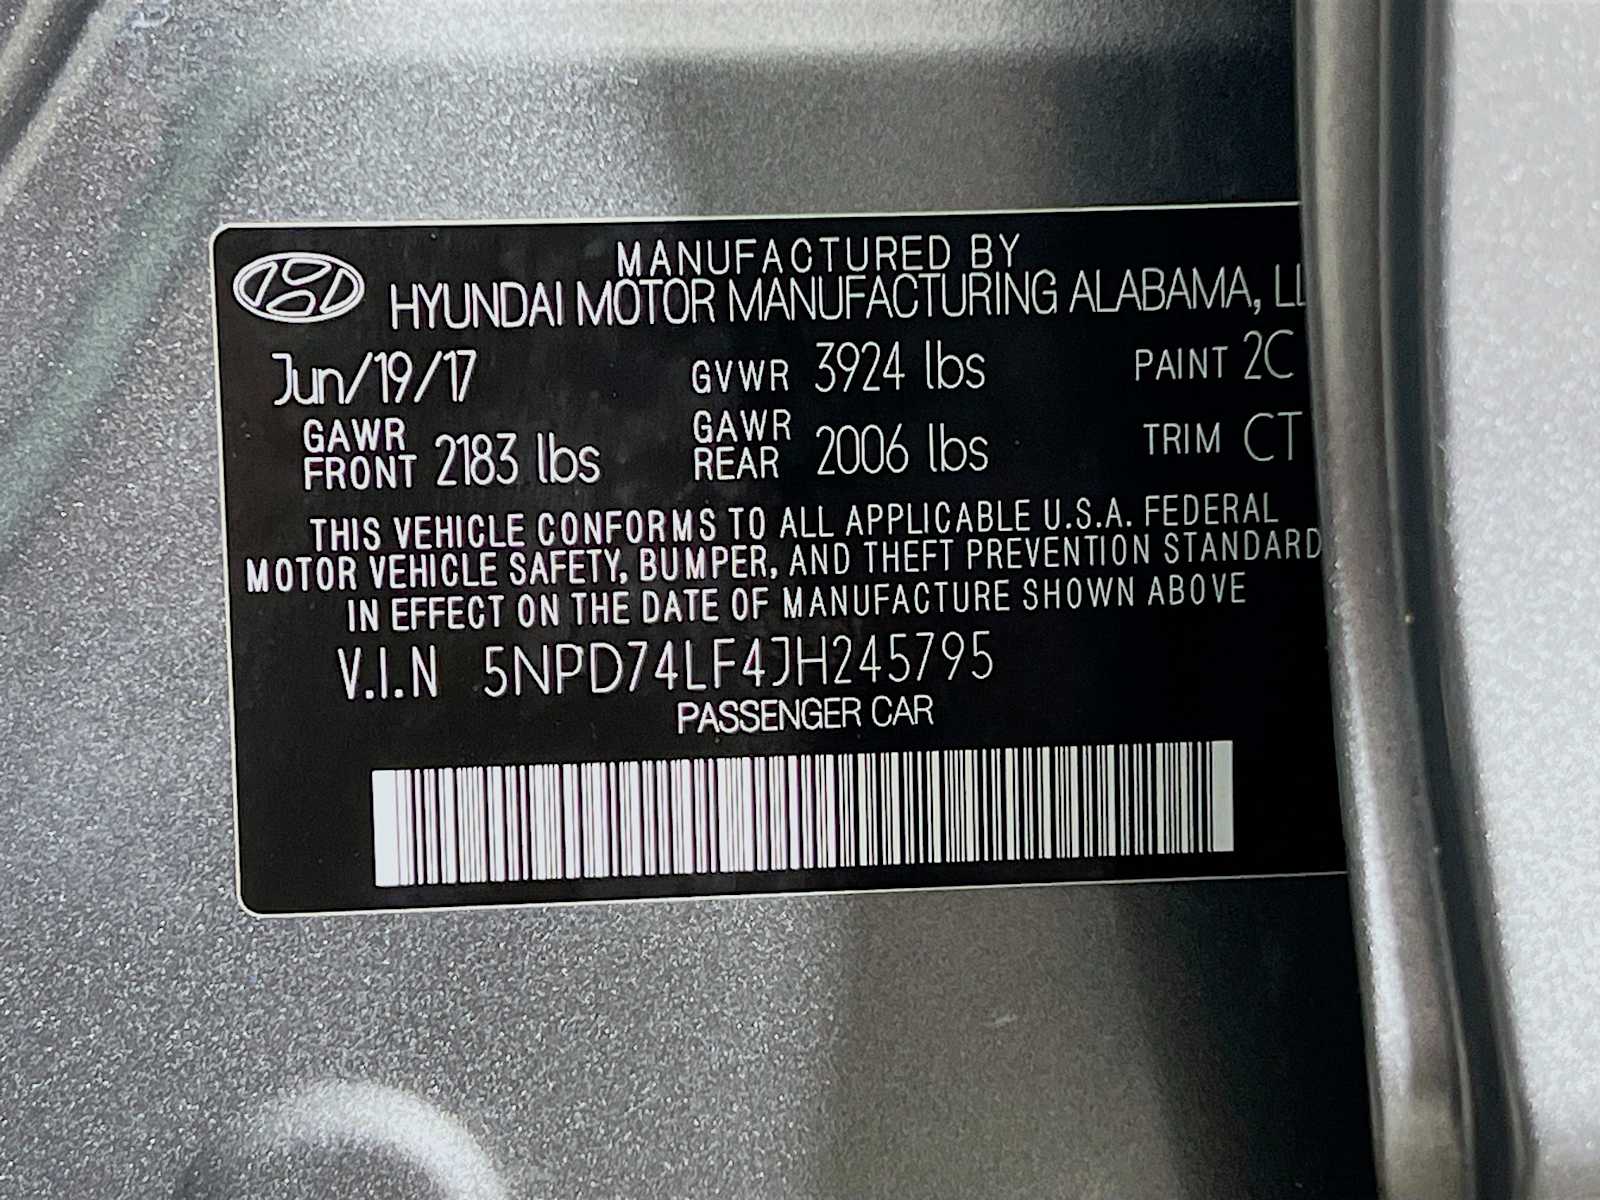 MANUFACTURED BY
HYUNDAI MOTOR MANUFACTURING ALABAMA, LL
Jun/19/17 GVWR 3924 lbs PAINT 2C
GAWR FRONT 2183 lbs GAWR REAR 2006 lbs TRIM CT
THIS VEHICLE CONFORMS TO ALL APPLICABLE U.S.A. FEDERAL
MOTOR VEHICLE SAFETY, BUMPER, AND THEFT PREVENTION STANDARD
IN EFFECT ON THE DATE OF MANUFACTURE SHOWN ABOVE
V.I.N 5NPD74LF4JH245795
PASSENGER CAR